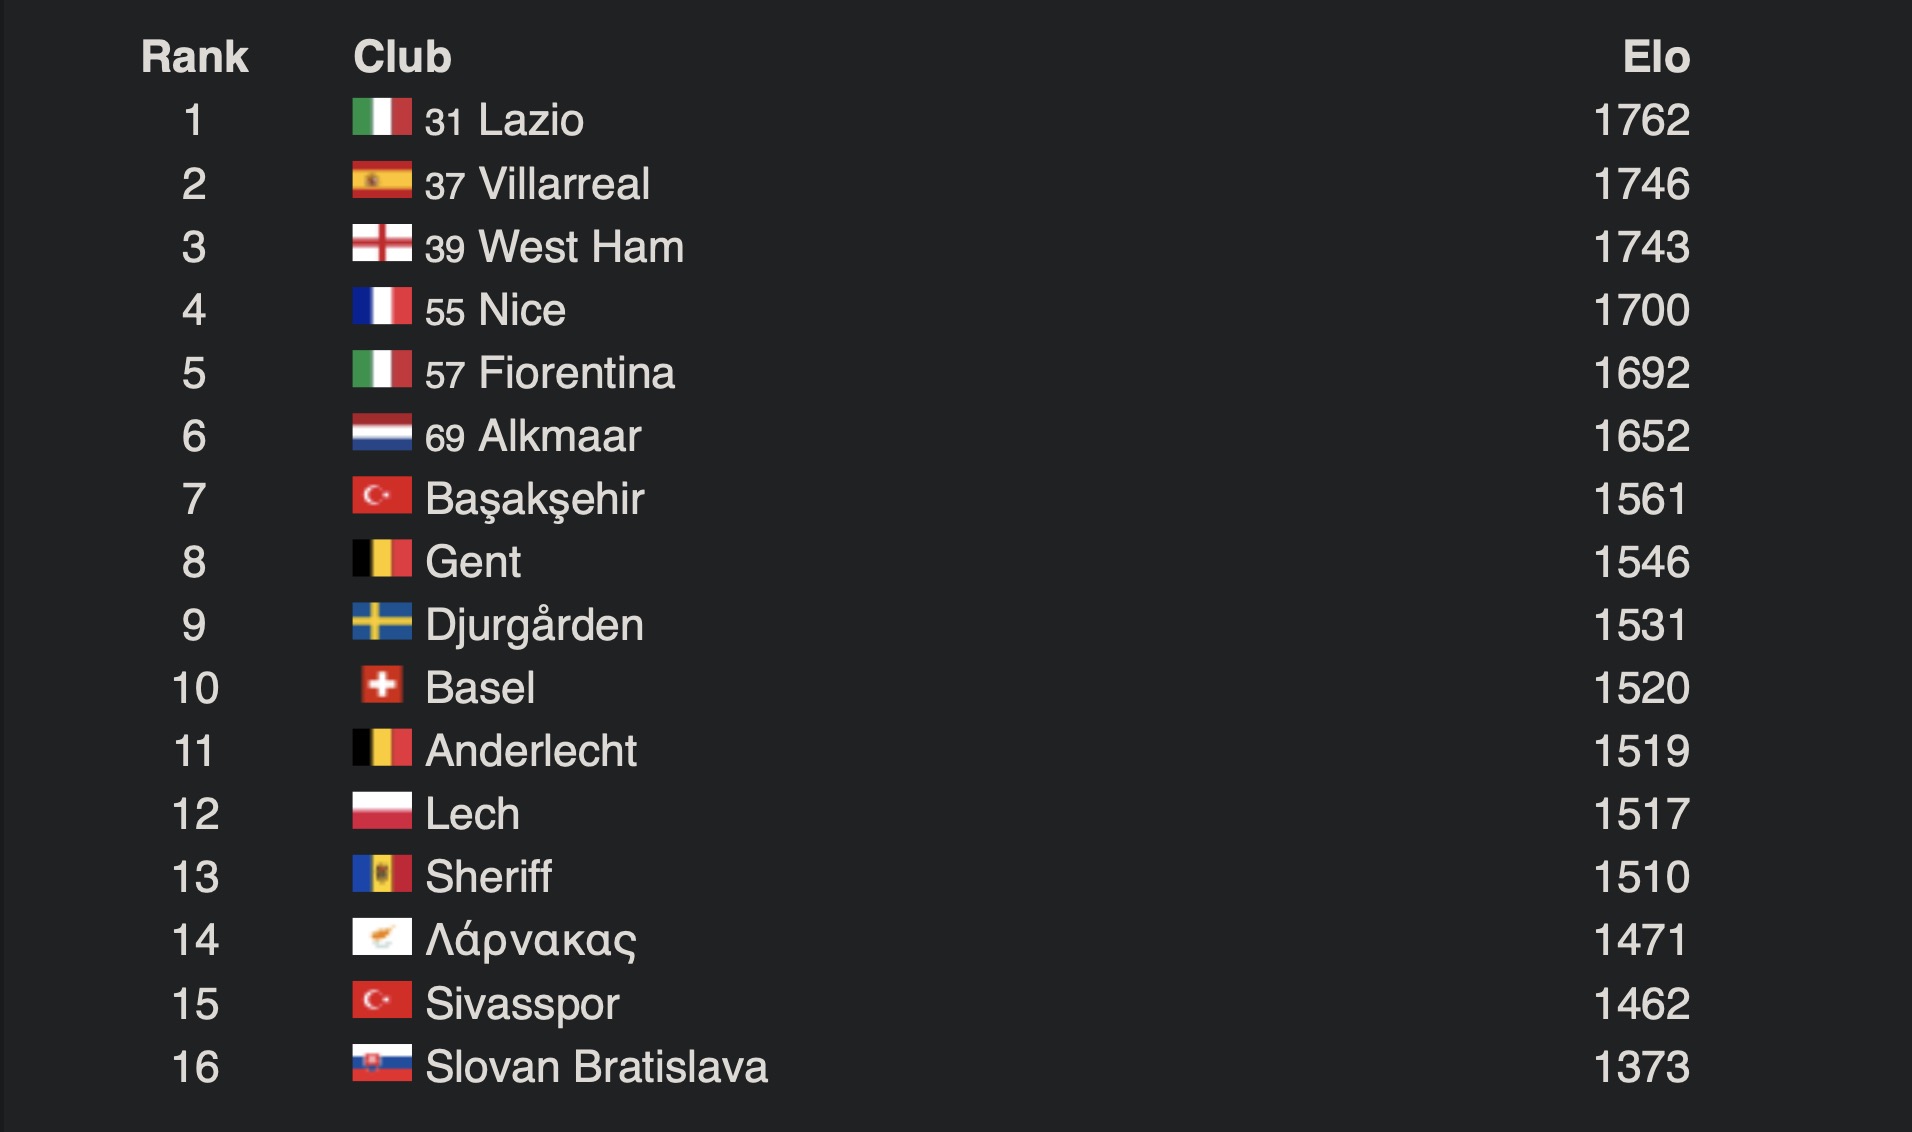 Rank Club Elo
1 31 Lazio 1762
2 37 Villarreal 1746
3 39 West Ham 1743
4 55 Nice 1700
5 57 Fiorentina 1692
6 69 Alkmaar 1652
7 Başakşehir 1561
8 Gent 1546
9 Djurgården 1531
10 Basel 1520
11 Anderlecht 1519
12 Lech 1517
13 Sheriff 1510
14 Λάρνακας 1471
15 Sivasspor 1462
16 Slovan Bratislava 1373